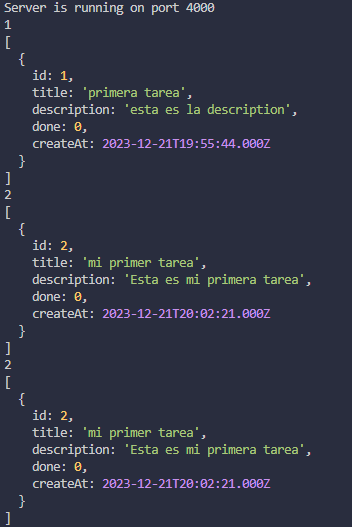 Server is running on port 4000
1
[
  {
    id: 1,
    title: 'primera tarea',
    description: 'esta es la description',
    done: 0,
    createAt: 2023-12-21T19:55:44.000Z
  }
]
2
[
  {
    id: 2,
    title: 'mi primer tarea',
    description: 'Esta es mi primera tarea',
    done: 0,
    createAt: 2023-12-21T20:02:21.000Z
  }
]
2
[
  {
    id: 2,
    title: 'mi primer tarea',
    description: 'Esta es mi primera tarea',
    done: 0,
    createAt: 2023-12-21T20:02:21.000Z
  }
]